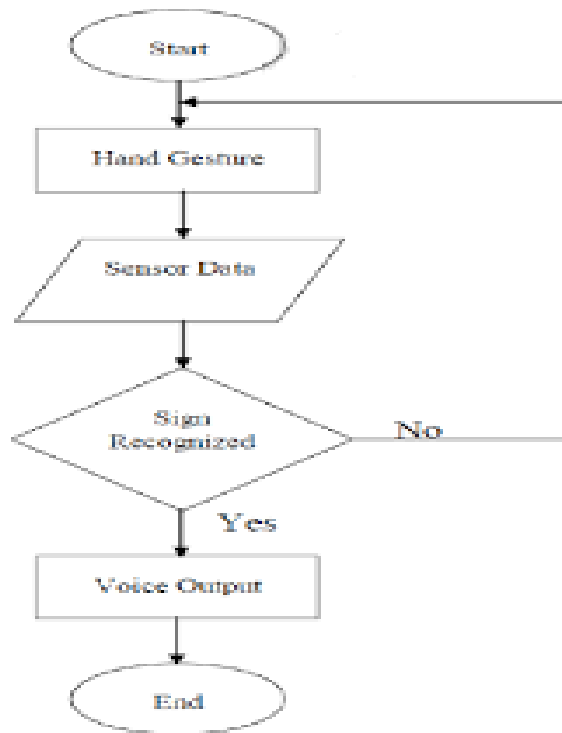 Start
Hand Gesture
Sensor Data
Sign
Recognized
No
Yes
Voice Output
End